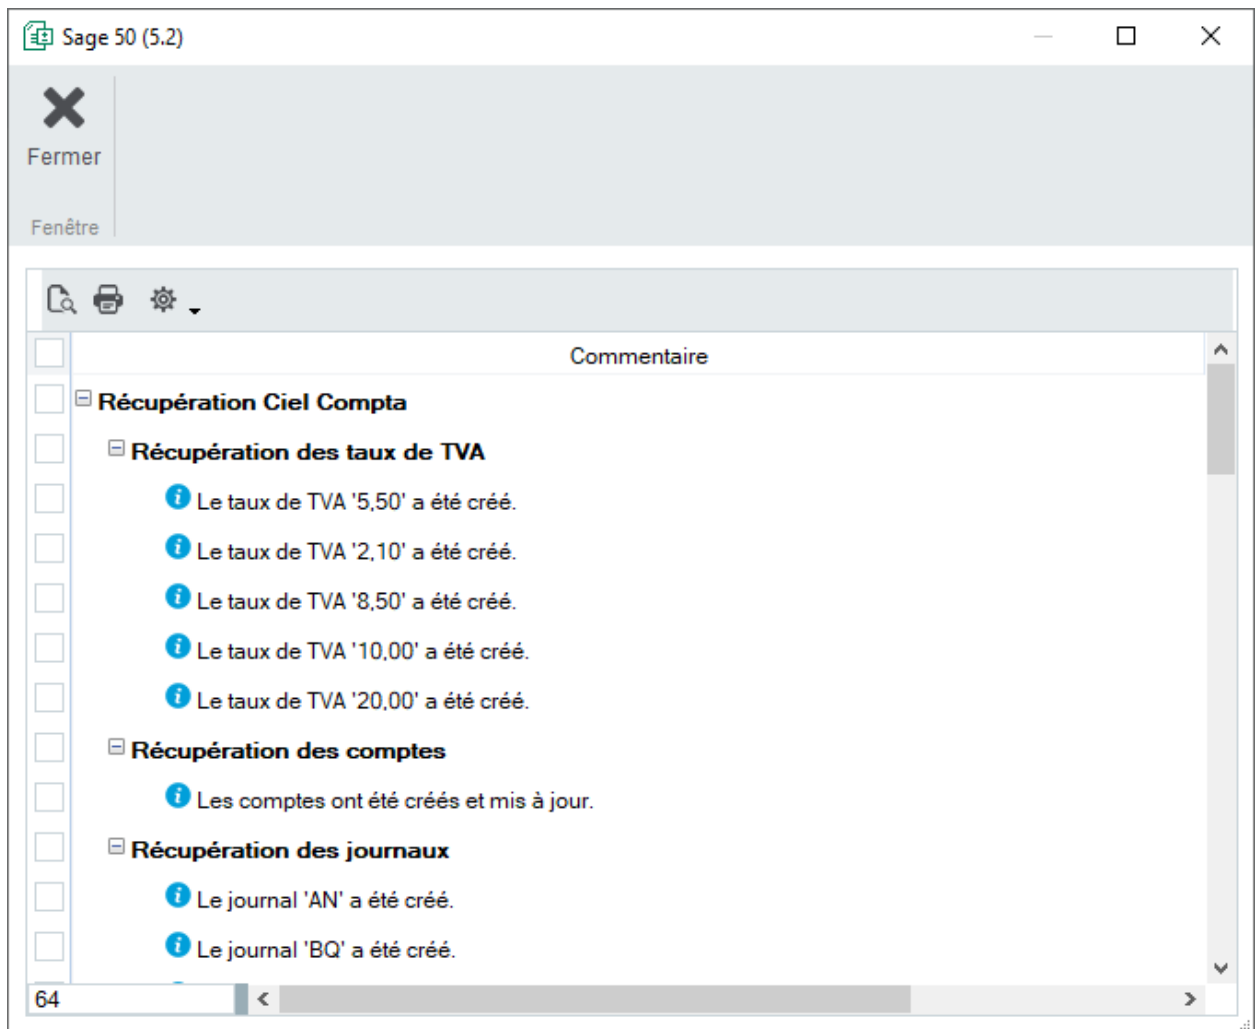 Sage 50 (5.2)
Fermer
Fenêtre
Commentaire
Récupération Ciel Compta
Récupération des taux de TVA
Le taux de TVA '5,50' a été créé.
Le taux de TVA '2,10' a été créé.
Le taux de TVA '8,50' a été créé.
Le taux de TVA '10,00' a été créé.
Le taux de TVA '20,00' a été créé.
Récupération des comptes
Les comptes ont été créés et mis à jour.
Récupération des journaux
Le journal 'AN' a été créé.
Le journal 'BQ' a été créé.
64